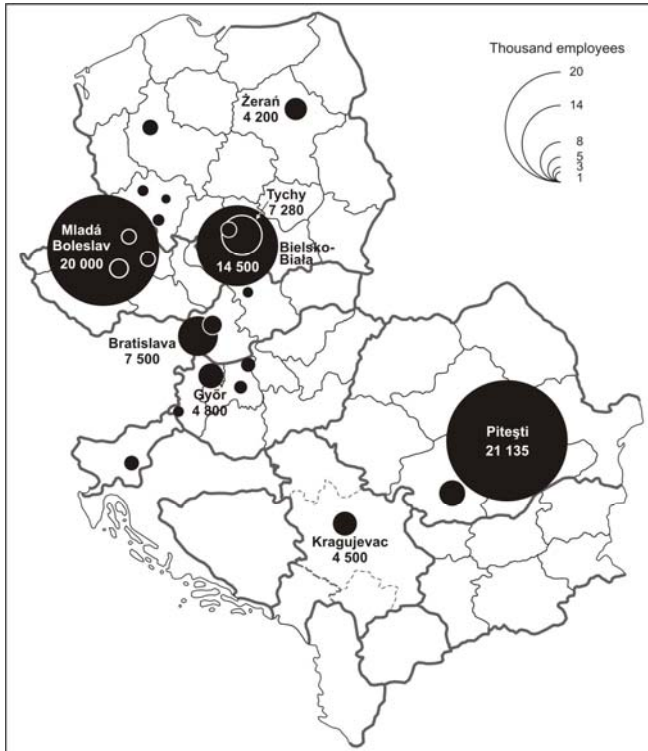 Thousand employees
20
14
8
5
3
1
Żerań
4 200
Tychy
7 280
Mladá
Boleslav
20 000
Bielsko-
Biała
14 500
Bratislava
7 500
Győr
4 800
Piteşti
21 135
Kragujevac
4 500